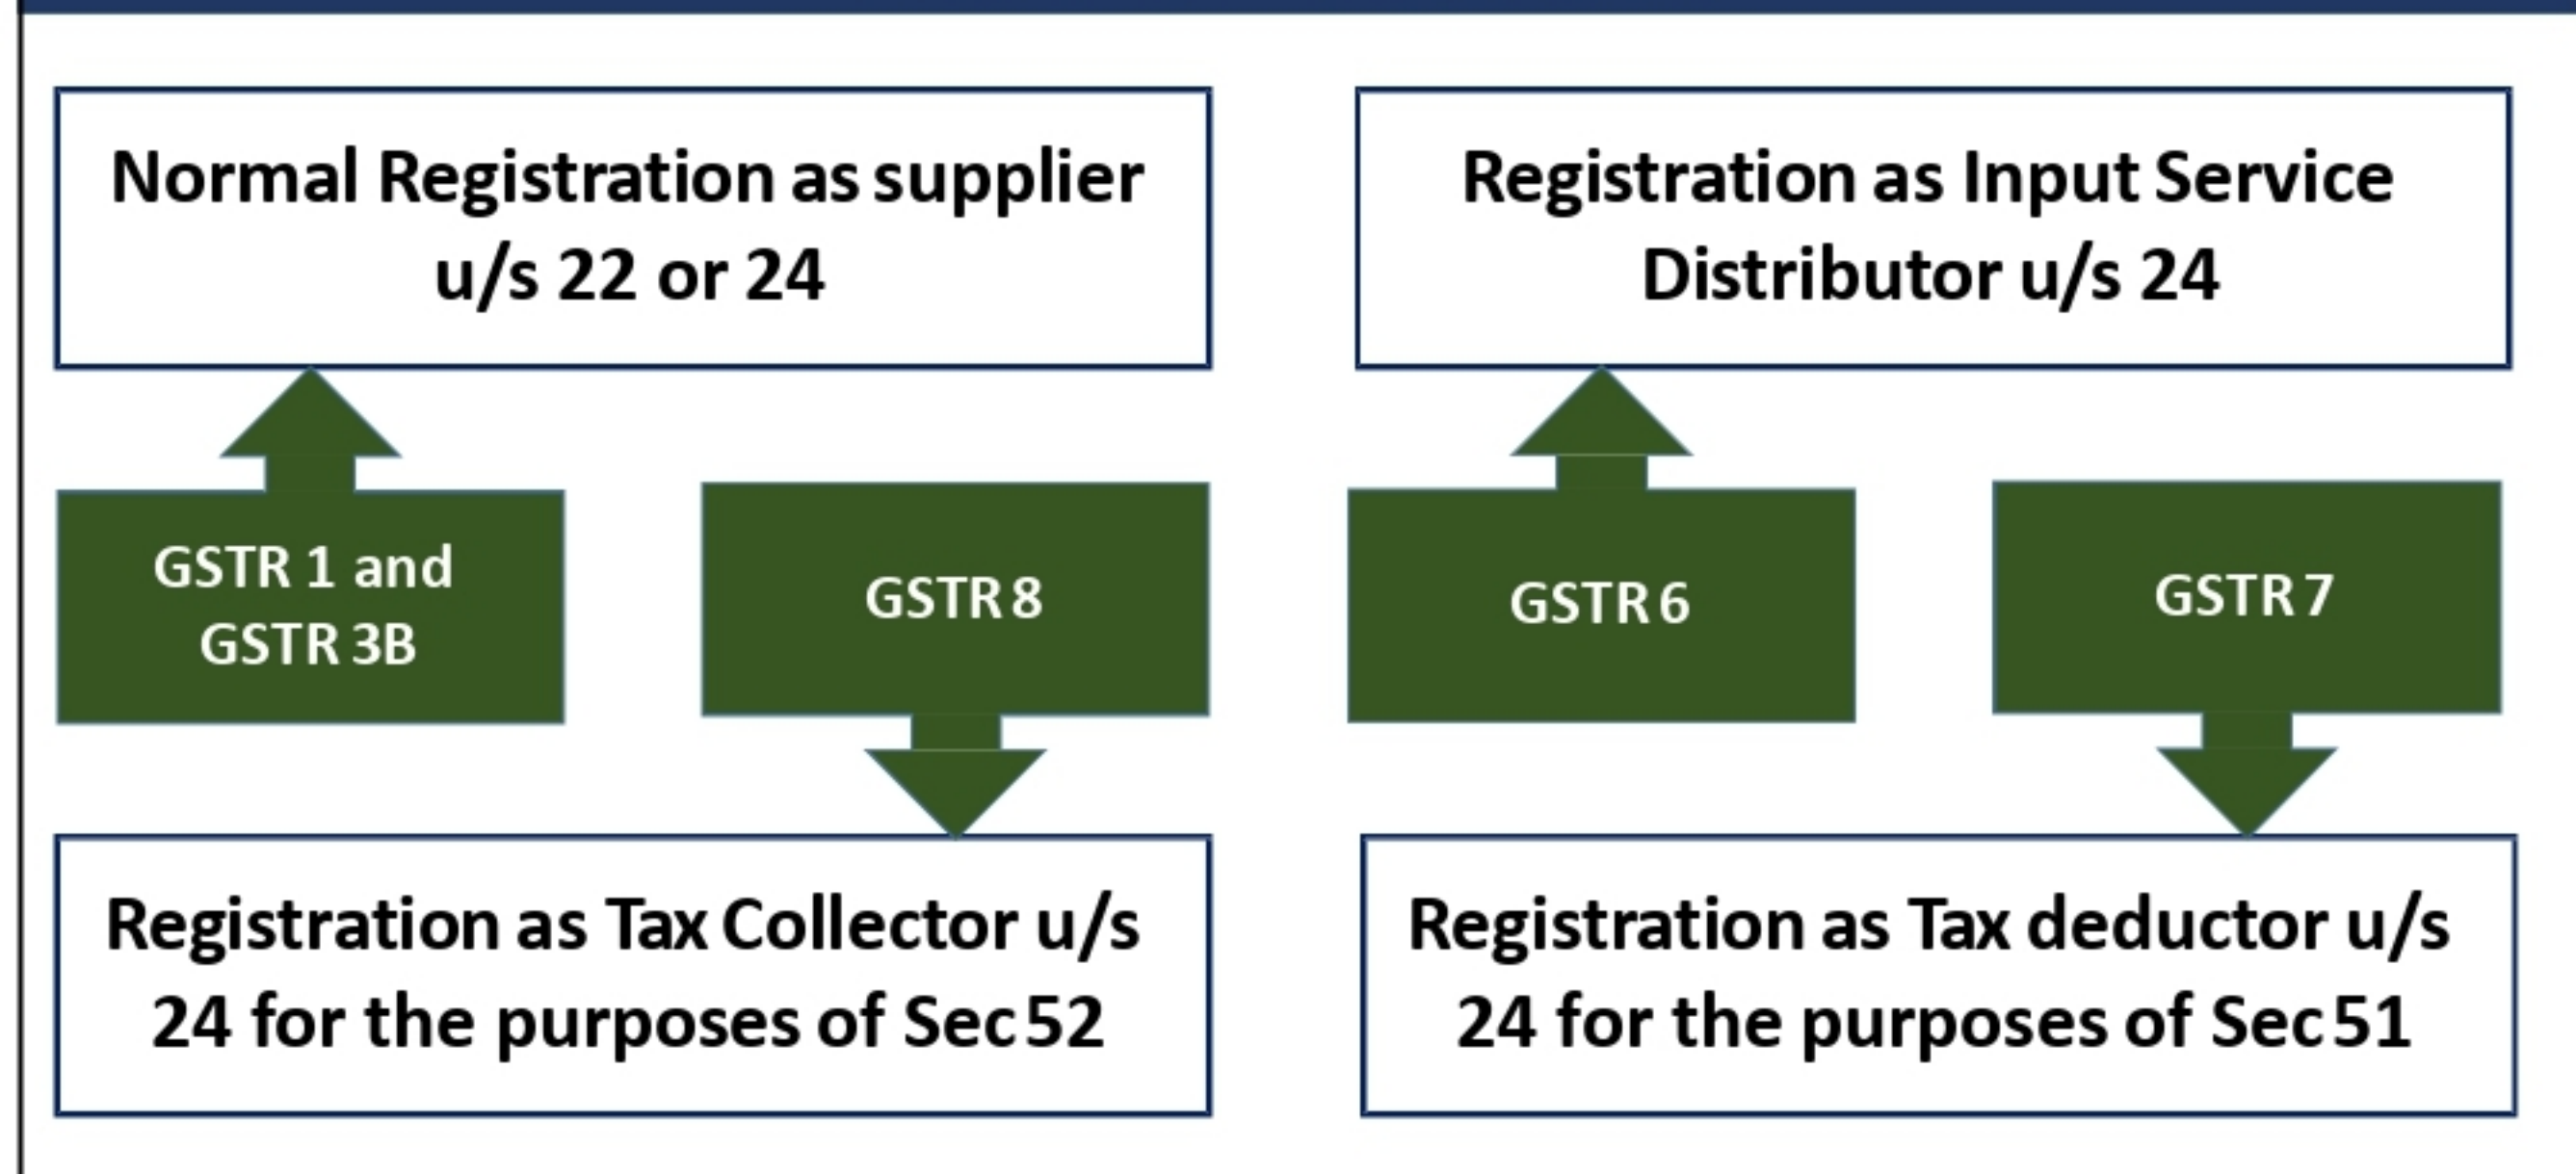 Normal Registration as supplier
u/s 22 or 24
Registration as Input Service
Distributor u/s 24
GSTR 1 and
GSTR 3B
GSTR 8
GSTR 6
GSTR 7
Registration as Tax Collector u/s
24 for the purposes of Sec 52
Registration as Tax deductor u/s
24 for the purposes of Sec 51